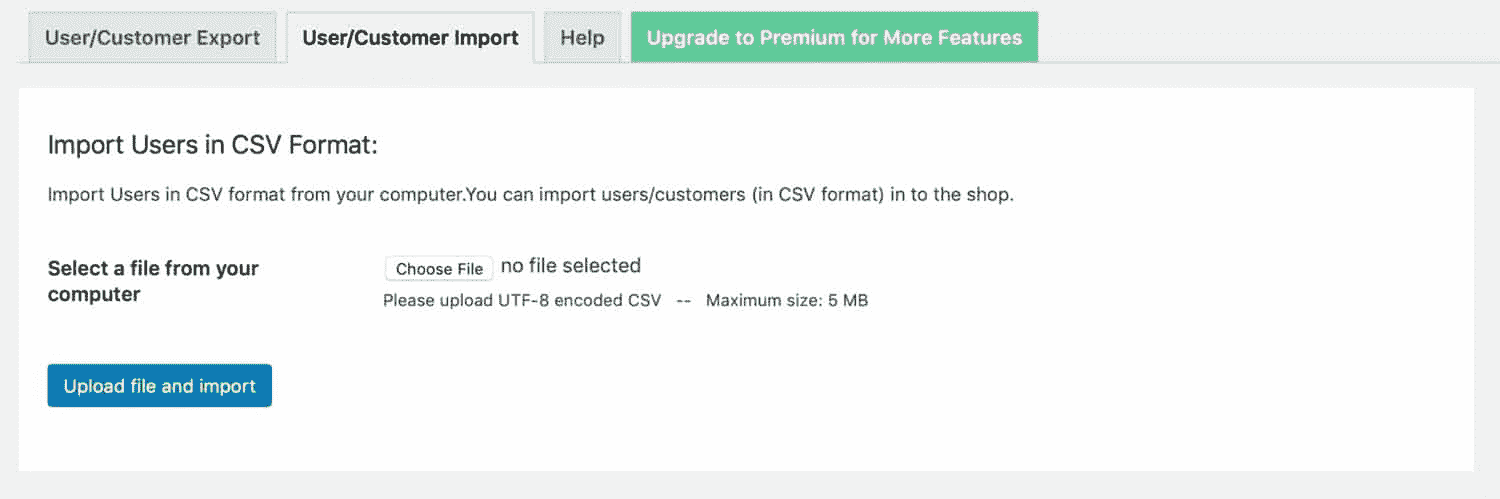 User/Customer Export
User/Customer Import
Help
Upgrade to Premium for More Features
Import Users in CSV Format:
Import Users in CSV format from your computer.You can import users/customers (in CSV format) in to the shop.
Select a file from your
computer
Choose File no file selected
Please upload UTF-8 encoded CSV -- Maximum size: 5 MB
Upload file and import